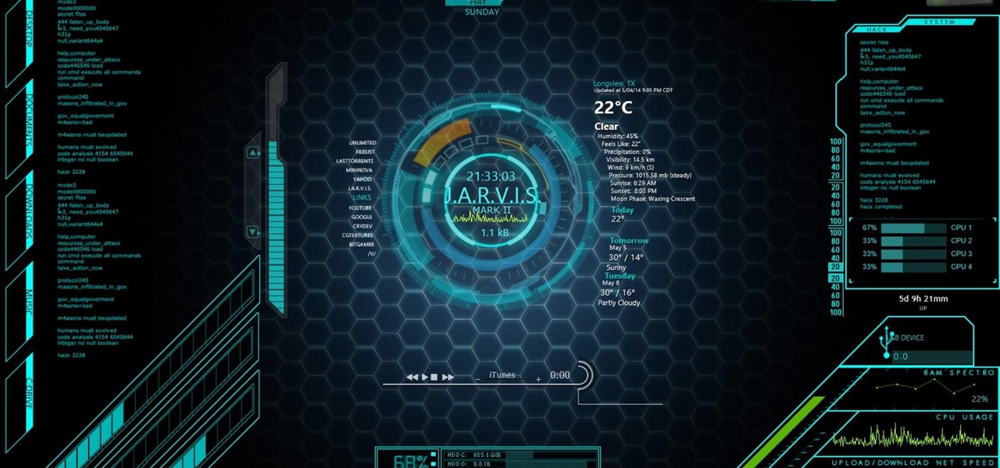 MAY
SUNDAY
DESKTOP
DOCUMENTS
DOWNLOADS
MUSIC
C:DRIVE
mode3
mode0000000
secret files
444 listen_up_body
w3, need_you4545647
h31p
null,variant644s4
help,computer
resources_under_attack
code446546 load
run cmd execute all commands
command
take_action_now
protocol245
masons_infiltrated_in_gov
gov_equalgoverment
m4sons=bad
m4asons must beupdated
humans must evolved
code analysis 4154 6545644
integer no null boolean
hack 3228
mode3
mode0000000
secret files
444 listen_up_body
w3, need_you4545647
h31p
null,variant644s4
help,computer
resources_under_attack
code446546 load
run cmd execute all commands
command
take_action_now
protocol245
masons_infiltrated_in_gov
gov_equalgoverment
m4sons=bad
m4asons must beupdated
humans must evolved
code analysis 4154 6545644
integer no null boolean
hack 3228
UNLIMITED
FILELIST
LASTTORRENTS
MININOVA
YAHOO
J.A.R.V.I.S.
LINKS
YOUTUBE
GOOGLE
CRYDEV
CGTEXTURES
BITGAMER
/V/
21:33:03
J.A.R.V.I.S.
MARK II
1.1 kB
Longview, TX
Updated at 5/04/14 9:05 PM CDT
22°C
Clear
Humidity: 45%
Feels Like: 22°
Precipitation: 0%
Visibility: 14.5 km
Wind: 9 km/h (S)
Pressure: 1015.58 mb (steady)
Sunrise: 6:29 AM
Sunset: 8:03 PM
Moon Phase: Waxing Crescent
Today
22°
Tomorrow
May 5
30° / 14°
Sunny
Tuesday
May 6
30° / 16°
Partly Cloudy
− iTunes + 0:00
68%
HDD C: 655.1 GB
HDD D: 0.0 B
HACK
SYSTEM
secret files
444 listen_up_body
w3, need_you4545647
h31p
null,variant644s4
help,computer
resources_under_attack
code446546 load
run cmd execute all commands
command
take_action_now
protocol245
masons_infiltrated_in_gov
gov_equalgoverment
m4sons=bad
m4asons must beupdated
humans must evolved
code analysis 4154 6545644
integer no null boolean
hack 3228
hack completed
100
80
60
40
20
20
40
60
80
100
100
80
60
40
20
20
40
60
80
100
67% CPU 1
33% CPU 2
33% CPU 3
33% CPU 4
5d 9h 21mm
UP
USB DEVICE
0.0
RAM SPECTRO
22%
CPU USAGE
UPLOAD/DOWNLOAD NET SPEED